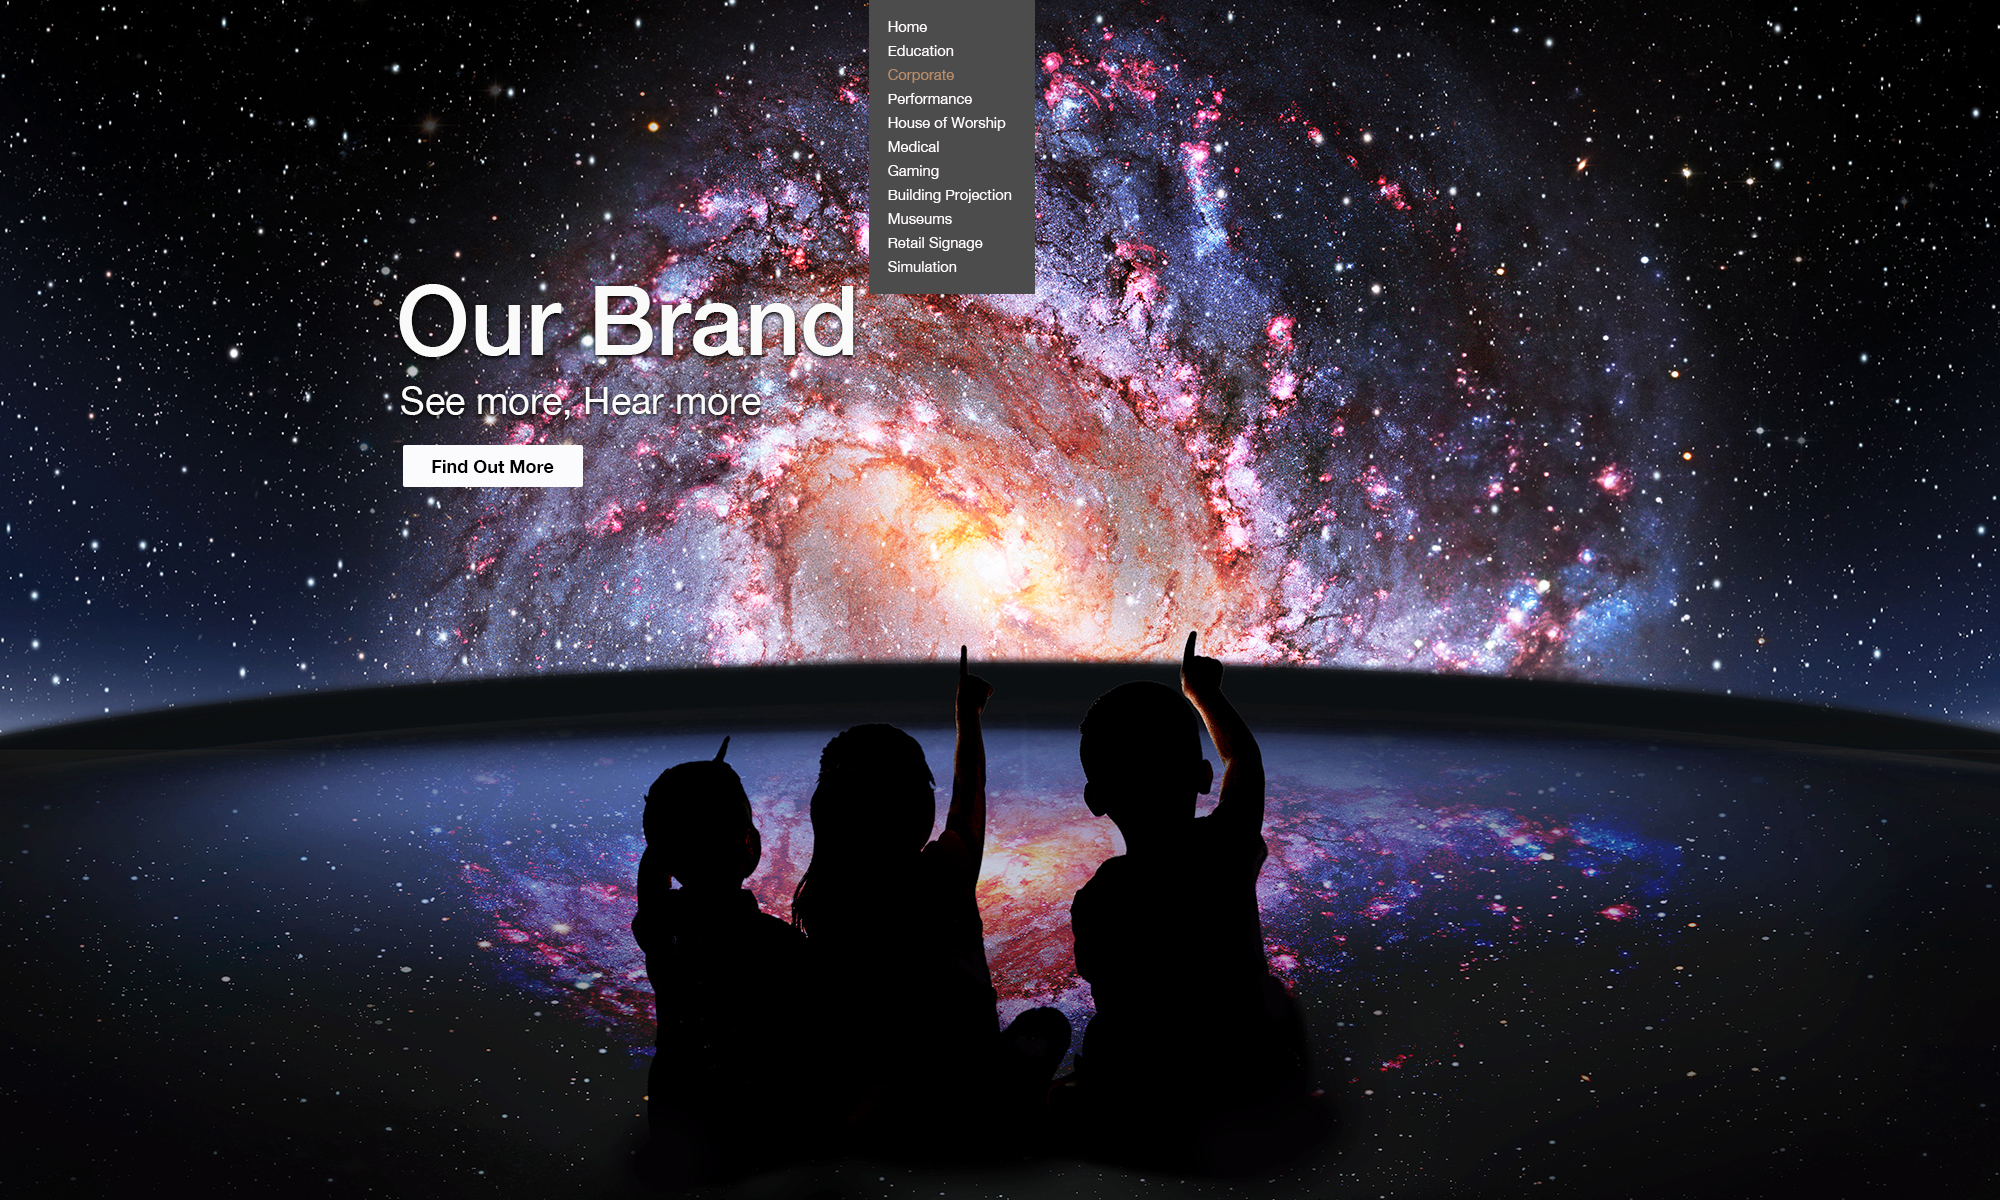 Home
Education
Corporate
Performance
House of Worship
Medical
Gaming
Building Projection
Museums
Retail Signage
Simulation
Our Brand
See more, Hear more
Find Out More